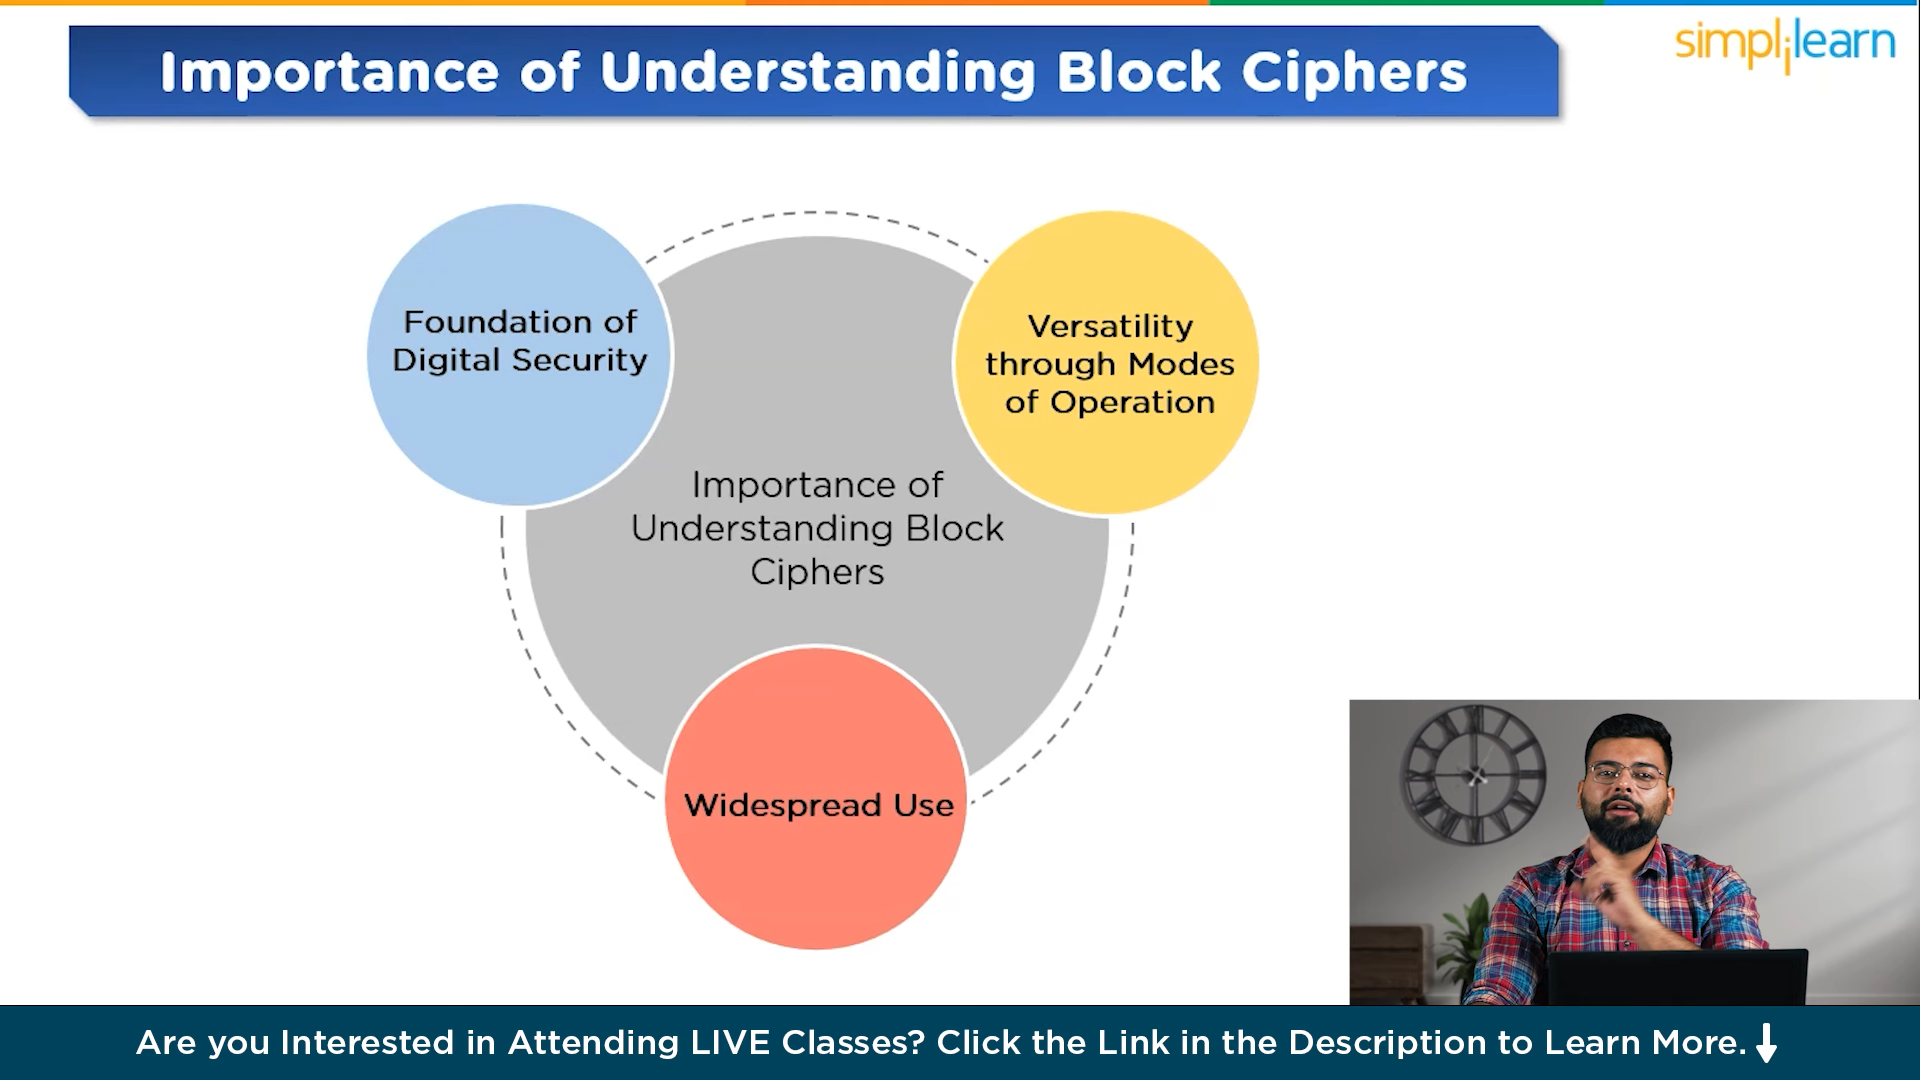 Importance of Understanding Block Ciphers
simplilearn
Foundation of
Digital Security
Versatility
through Modes
of Operation
Importance of
Understanding Block
Ciphers
Widespread Use
Are you Interested in Attending LIVE Classes? Click the Link in the Description to Learn More.